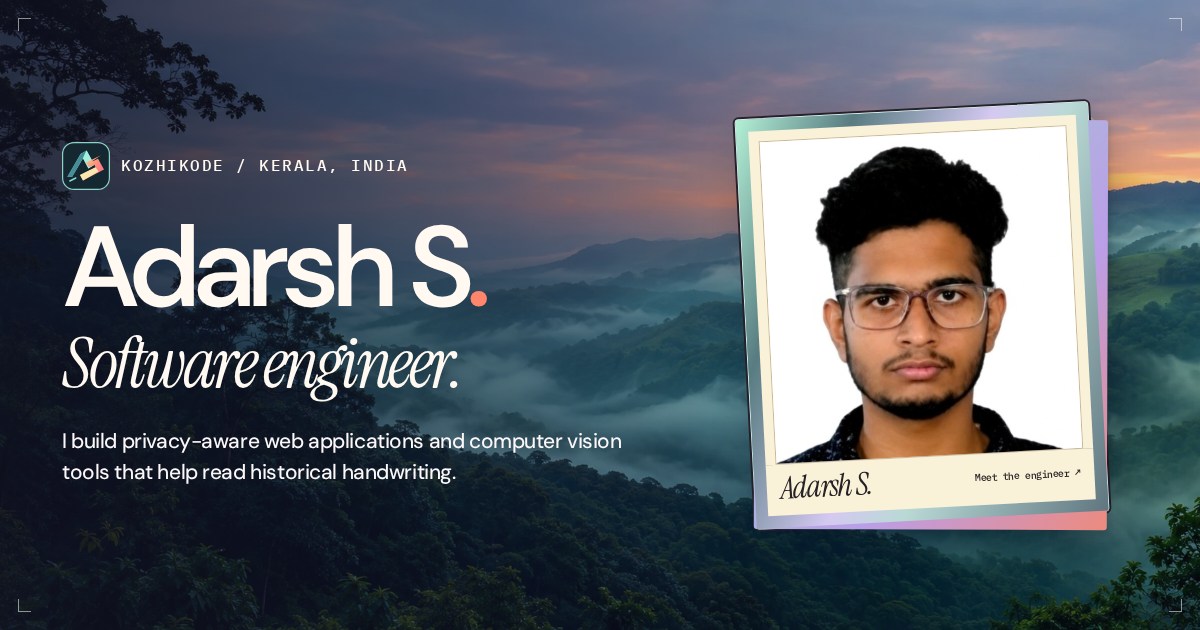 KOZHIKODE / KERALA, INDIA
Adarsh S.
Software engineer.
I build privacy-aware web applications and computer vision
tools that help read historical handwriting.
Adarsh S.
Meet the engineer ↗